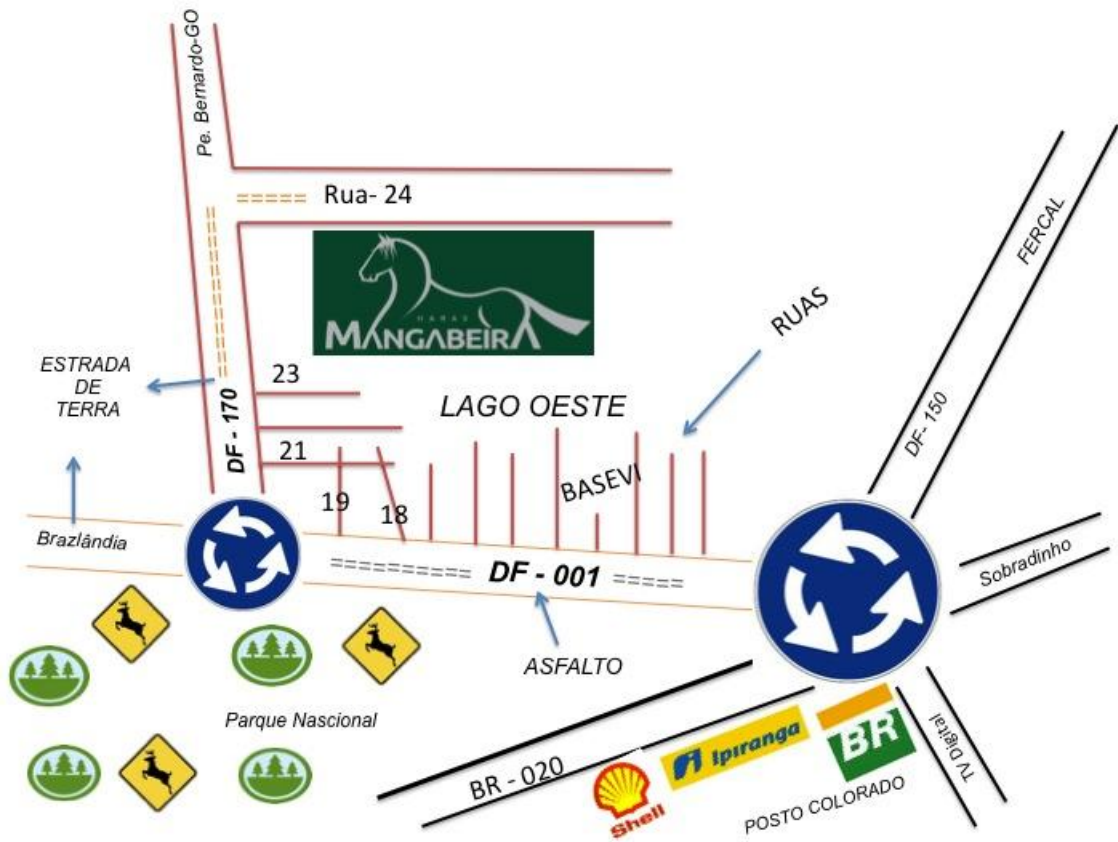 Pe. Bernardo-GO
Rua- 24
HARAS
MANGABEIRA
RUAS
FERCAL
ESTRADA
DE
TERRA
23
LAGO OESTE
DF - 170
DF- 150
21
BASEVI
19
18
Brazlândia
DF - 001
Sobradinho
ASFALTO
Parque Nascional
BR - 020
Shell
Ipiranga
BR
TV Digital
POSTO COLORADO